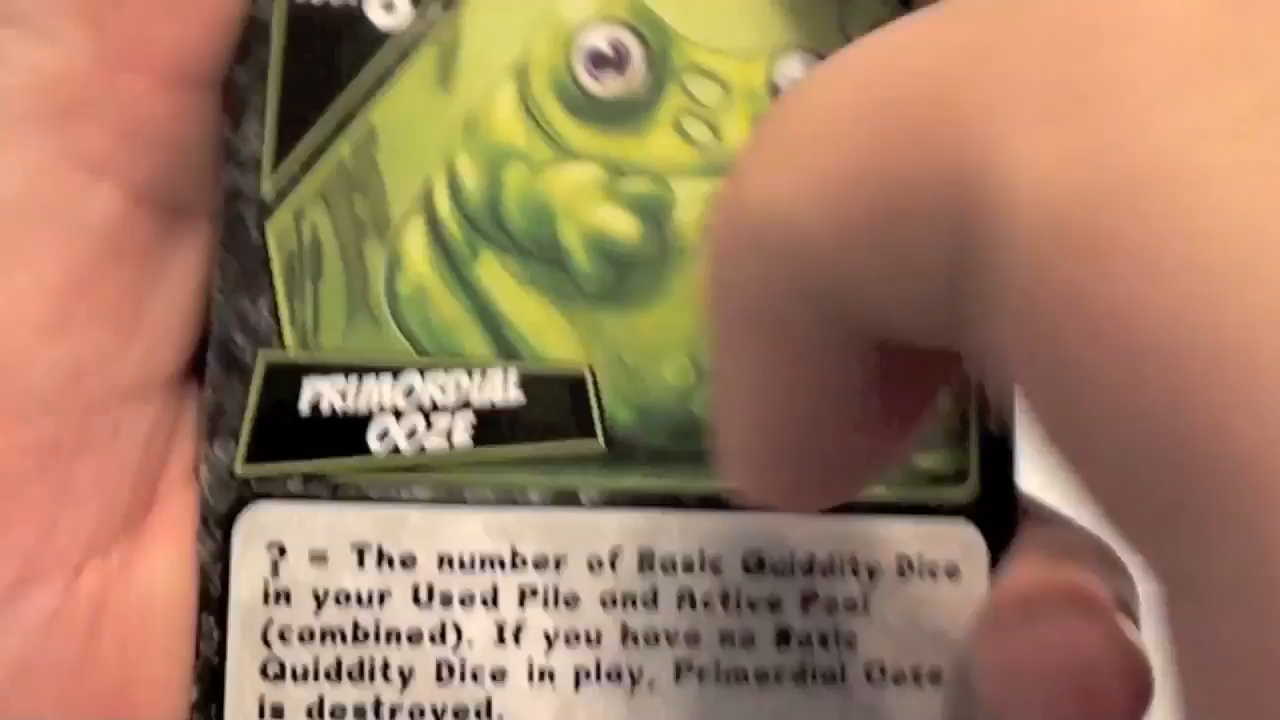 PRIMORDIAL
OOZE
? = The number of Basic Quiddity Dice
in your Used Pile and Active Pool
(combined). If you have no Basic
Quiddity Dice in play, Primordial Ooze
is destroyed.